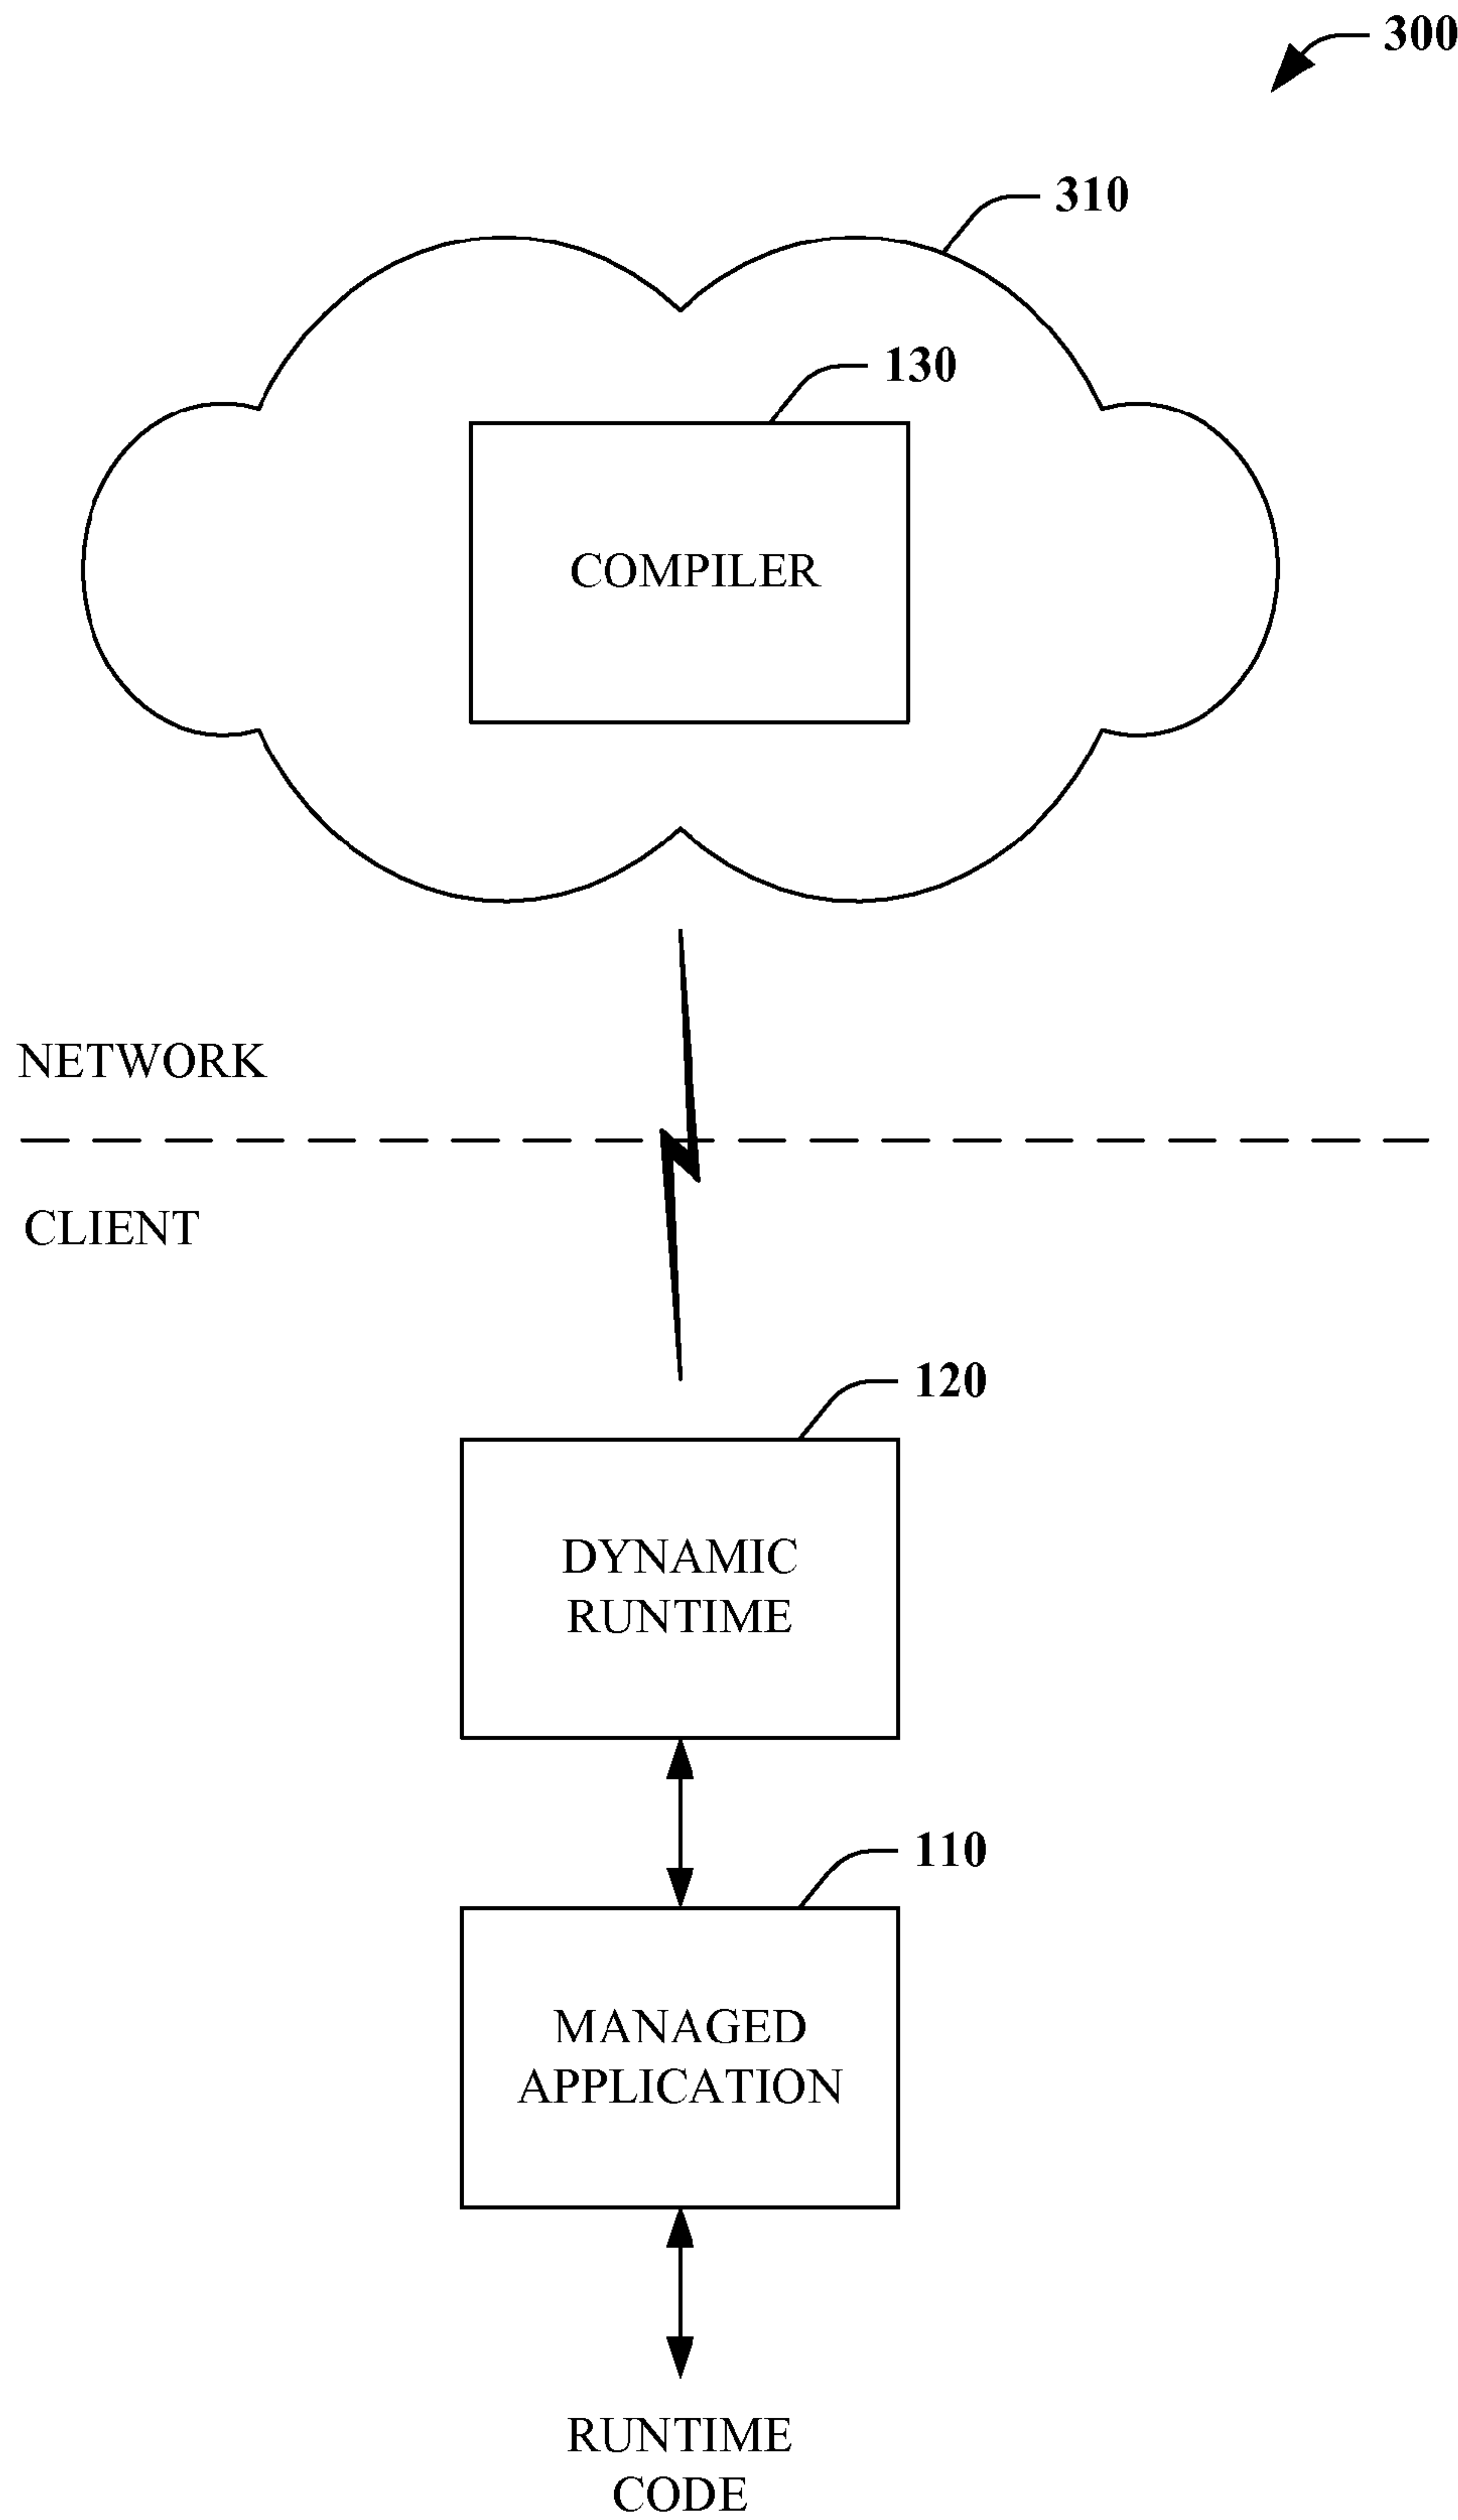 300
310
130
COMPILER
NETWORK
CLIENT
120
DYNAMIC
RUNTIME
110
MANAGED
APPLICATION
RUNTIME
CODE